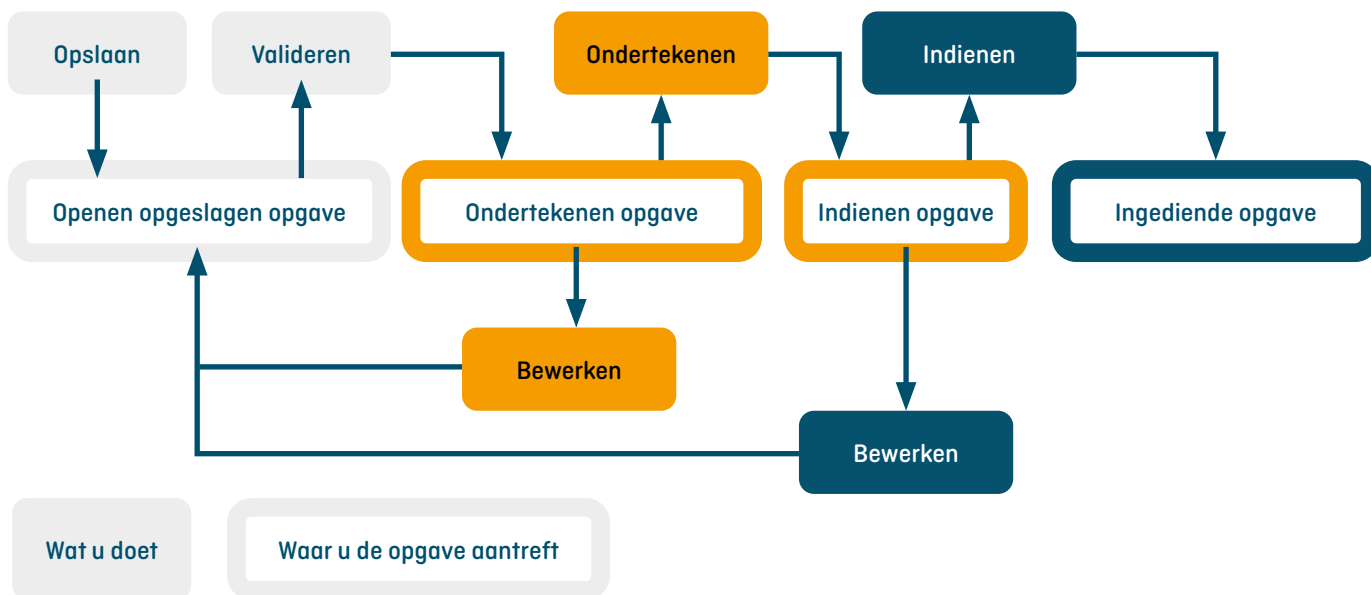 Opslaan
Valideren
Ondertekenen
Indienen
Openen opgeslagen opgave
Ondertekenen opgave
Indienen opgave
Ingediende opgave
Bewerken
Bewerken
Wat u doet
Waar u de opgave aantreft